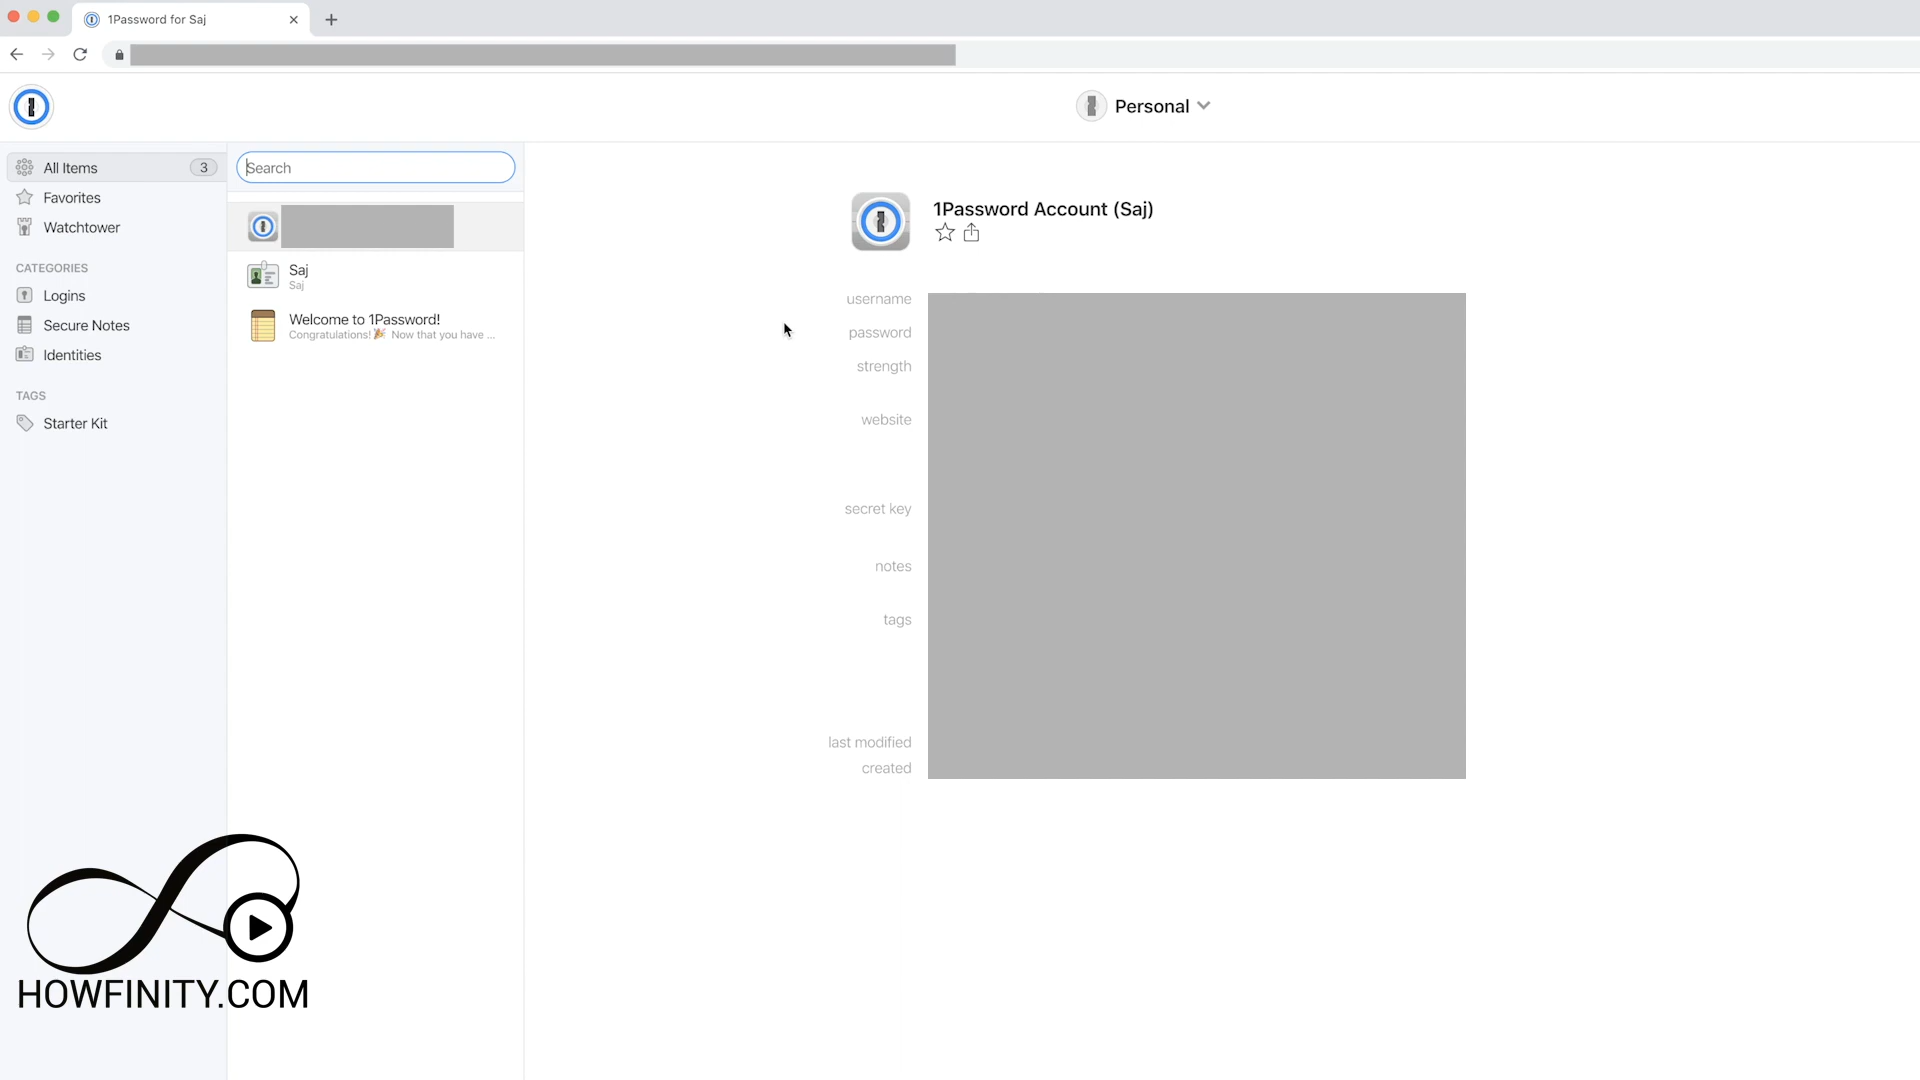 1Password for Saj
Personal
All Items 3
Favorites
Watchtower
CATEGORIES
Logins
Secure Notes
Identities
TAGS
Starter Kit
Search
Saj
Saj
Welcome to 1Password!
Congratulations! 🎉 Now that you have ...
1Password Account (Saj)
username
password
strength
website
secret key
notes
tags
last modified
created
HOWFINITY.COM